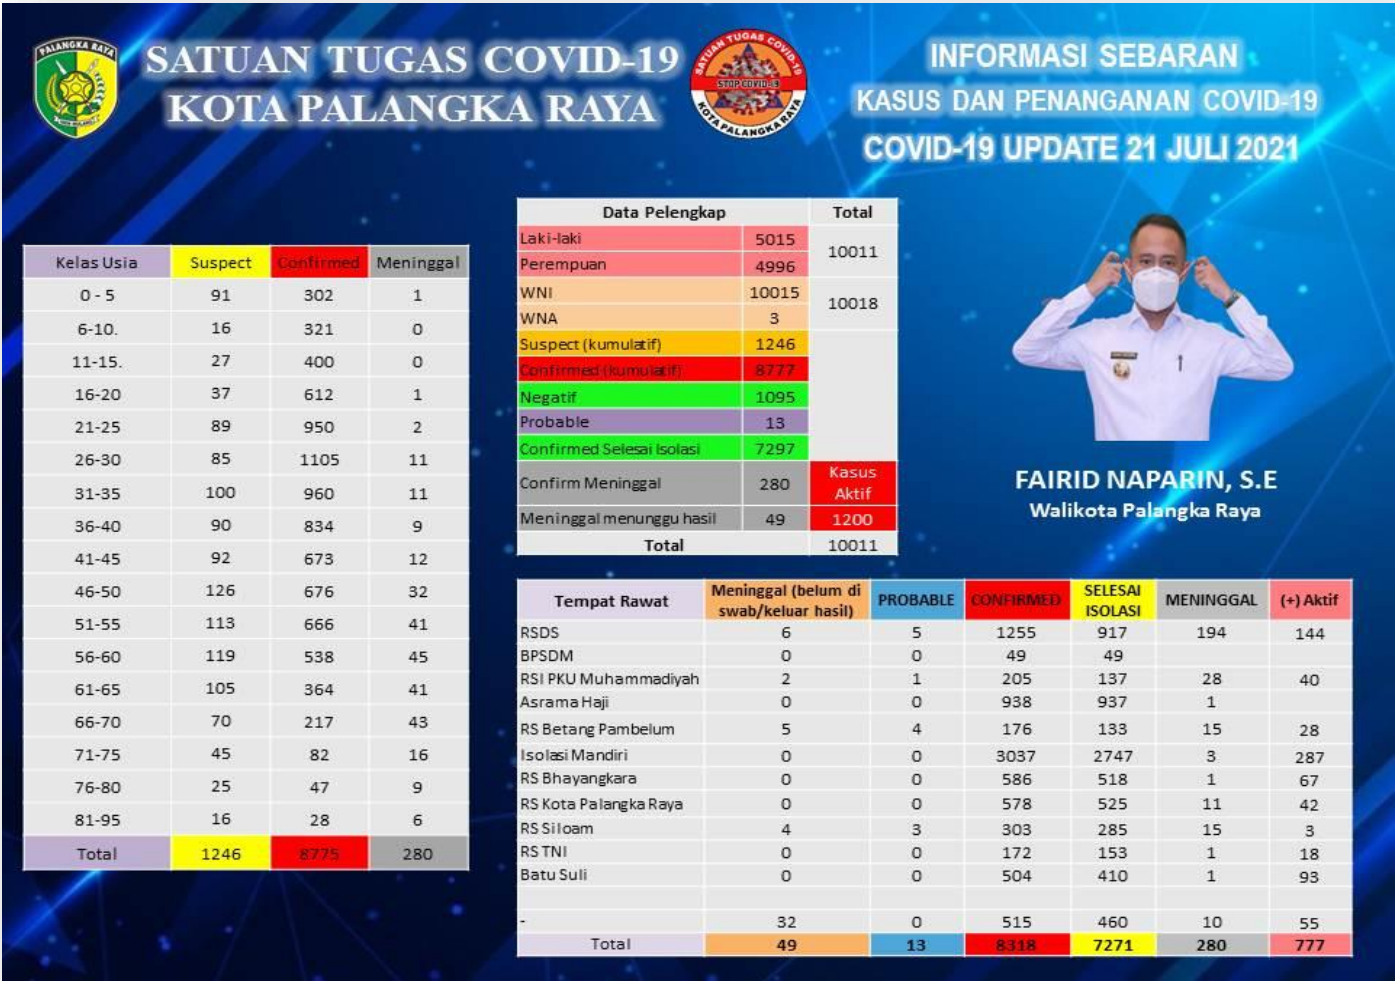 PALANGKA RAYA
SATUAN TUGAS COVID-19
KOTA PALANGKA RAYA
SATUAN TUGAS COVID-19
STOP COVID-19
KOTA PALANGKA RAYA
INFORMASI SEBARAN
KASUS DAN PENANGANAN COVID-19
COVID-19 UPDATE 21 JULI 2021
Kelas Usia Suspect Confirmed Meninggal
0 - 5 91 302 1
6-10. 16 321 0
11-15. 27 400 0
16-20 37 612 1
21-25 89 950 2
26-30 85 1105 11
31-35 100 960 11
36-40 90 834 9
41-45 92 673 12
46-50 126 676 32
51-55 113 666 41
56-60 119 538 45
61-65 105 364 41
66-70 70 217 43
71-75 45 82 16
76-80 25 47 9
81-95 16 28 6
Total 1246 8775 280
Data Pelengkap Total
Laki-laki 5015
10011
Perempuan 4996
WNI 10015
10018
WNA 3
Suspect (kumulatif) 1246
Confirmed (kumulatif) 8777
Negatif 1095
Probable 13
Confirmed Selesai Isolasi 7297
Confirm Meninggal 280 Kasus
Aktif
Meninggal menunggu hasil 49 1200
Total 10011
FAIRID NAPARIN, S.E
Walikota Palangka Raya
Tempat Rawat Meninggal (belum di
swab/keluar hasil) PROBABLE CONFIRMED SELESAI
ISOLASI MENINGGAL (+) Aktif
RSDS 6 5 1255 917 194 144
BPSDM 0 0 49 49
RSI PKU Muhammadiyah 2 1 205 137 28 40
Asrama Haji 0 0 938 937 1
RS Betang Pambelum 5 4 176 133 15 28
Isolasi Mandiri 0 0 3037 2747 3 287
RS Bhayangkara 0 0 586 518 1 67
RS Kota Palangka Raya 0 0 578 525 11 42
RS Siloam 4 3 303 285 15 3
RS TNI 0 0 172 153 1 18
Batu Suli 0 0 504 410 1 93
- 32 0 515 460 10 55
Total 49 13 8318 7271 280 777